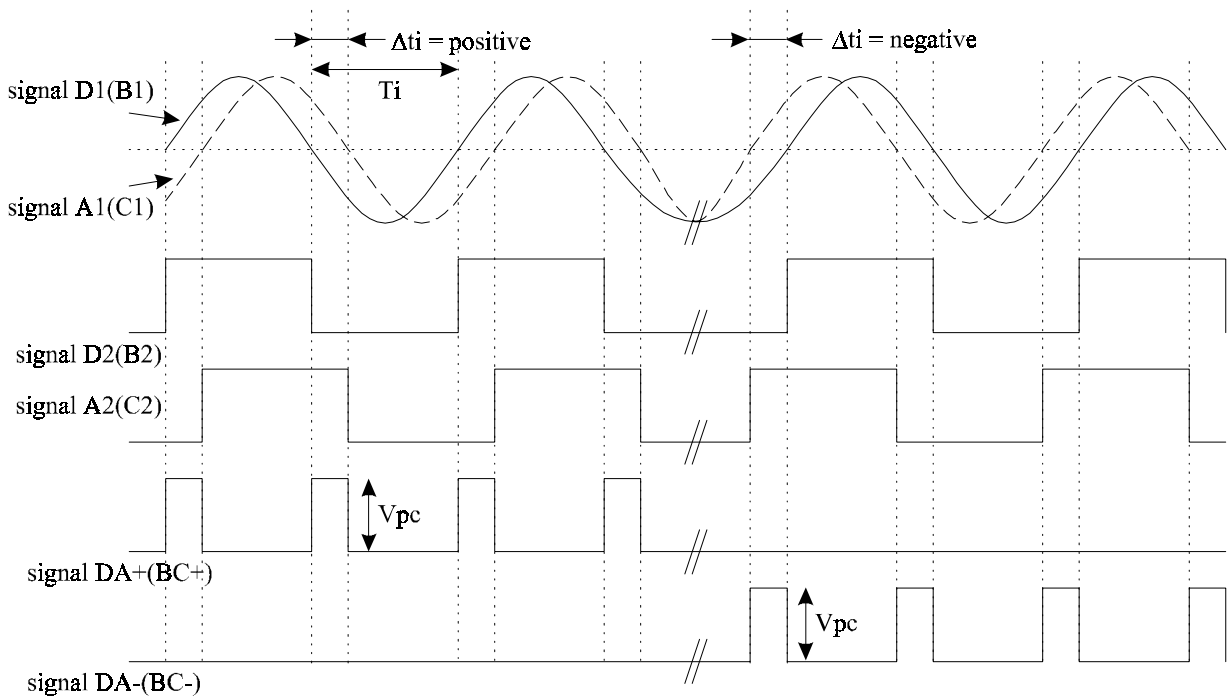 Δti = positive
Δti = negative
Ti
signal D1(B1)
signal A1(C1)
signal D2(B2)
signal A2(C2)
Vpc
signal DA+(BC+)
Vpc
signal DA-(BC-)